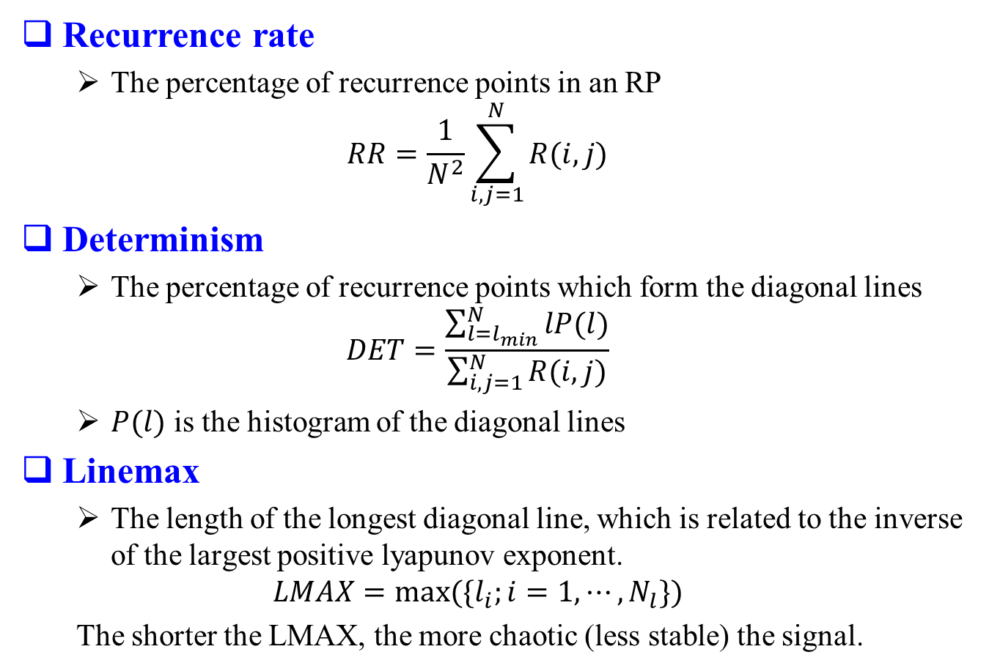 ❑ Recurrence rate
➢ The percentage of recurrence points in an RP
RR = \frac{1}{N^2} \sum_{i,j=1}^{N} R(i,j)
❑ Determinism
➢ The percentage of recurrence points which form the diagonal lines
DET = \frac{\sum_{l=l_{min}}^{N} lP(l)}{\sum_{i,j=1}^{N} R(i,j)}
➢ P(l) is the histogram of the diagonal lines
❑ Linemax
➢ The length of the longest diagonal line, which is related to the inverse
of the largest positive lyapunov exponent.
LMAX = max({l_i; i = 1, ⋯ , N_l})
The shorter the LMAX, the more chaotic (less stable) the signal.